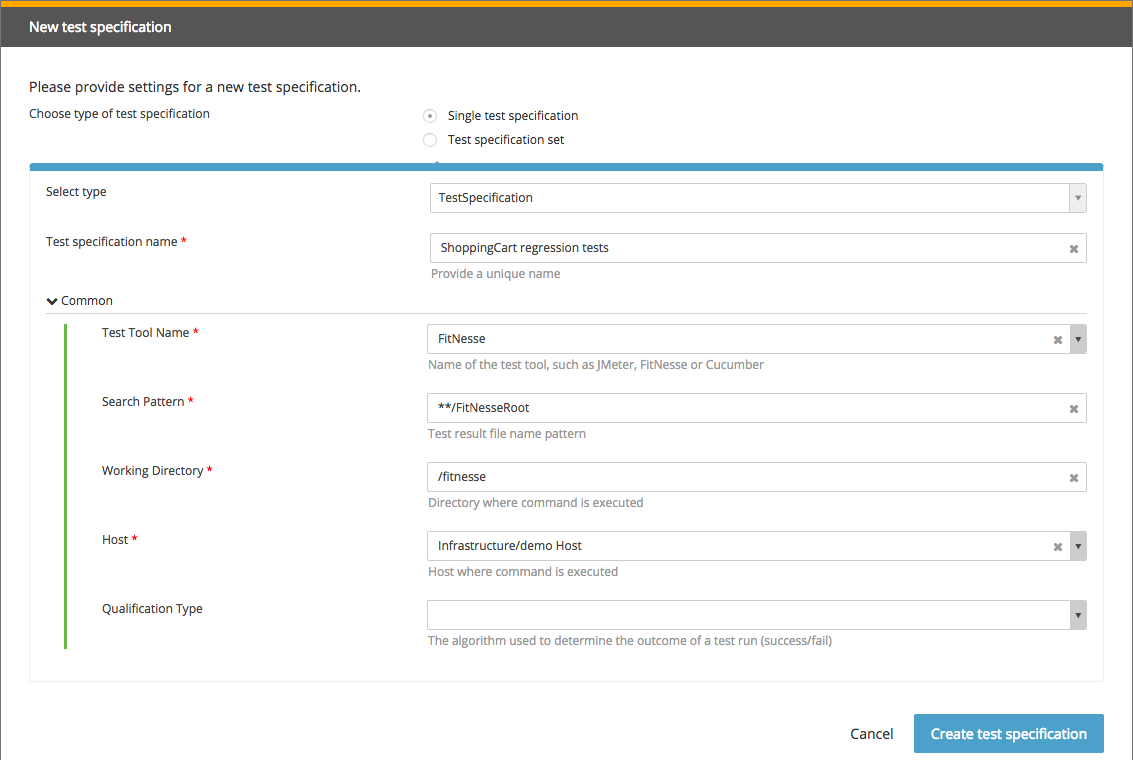 New test specification
Please provide settings for a new test specification.
Choose type of test specification
Single test specification
Test specification set
Select type
TestSpecification
Test specification name *
ShoppingCart regression tests
Provide a unique name
Common
Test Tool Name *
FitNesse
Name of the test tool, such as JMeter, FitNesse or Cucumber
Search Pattern *
**/FitNesseRoot
Test result file name pattern
Working Directory *
/fitnesse
Directory where command is executed
Host *
Infrastructure/demo Host
Host where command is executed
Qualification Type
The algorithm used to determine the outcome of a test run (success/fail)
Cancel
Create test specification